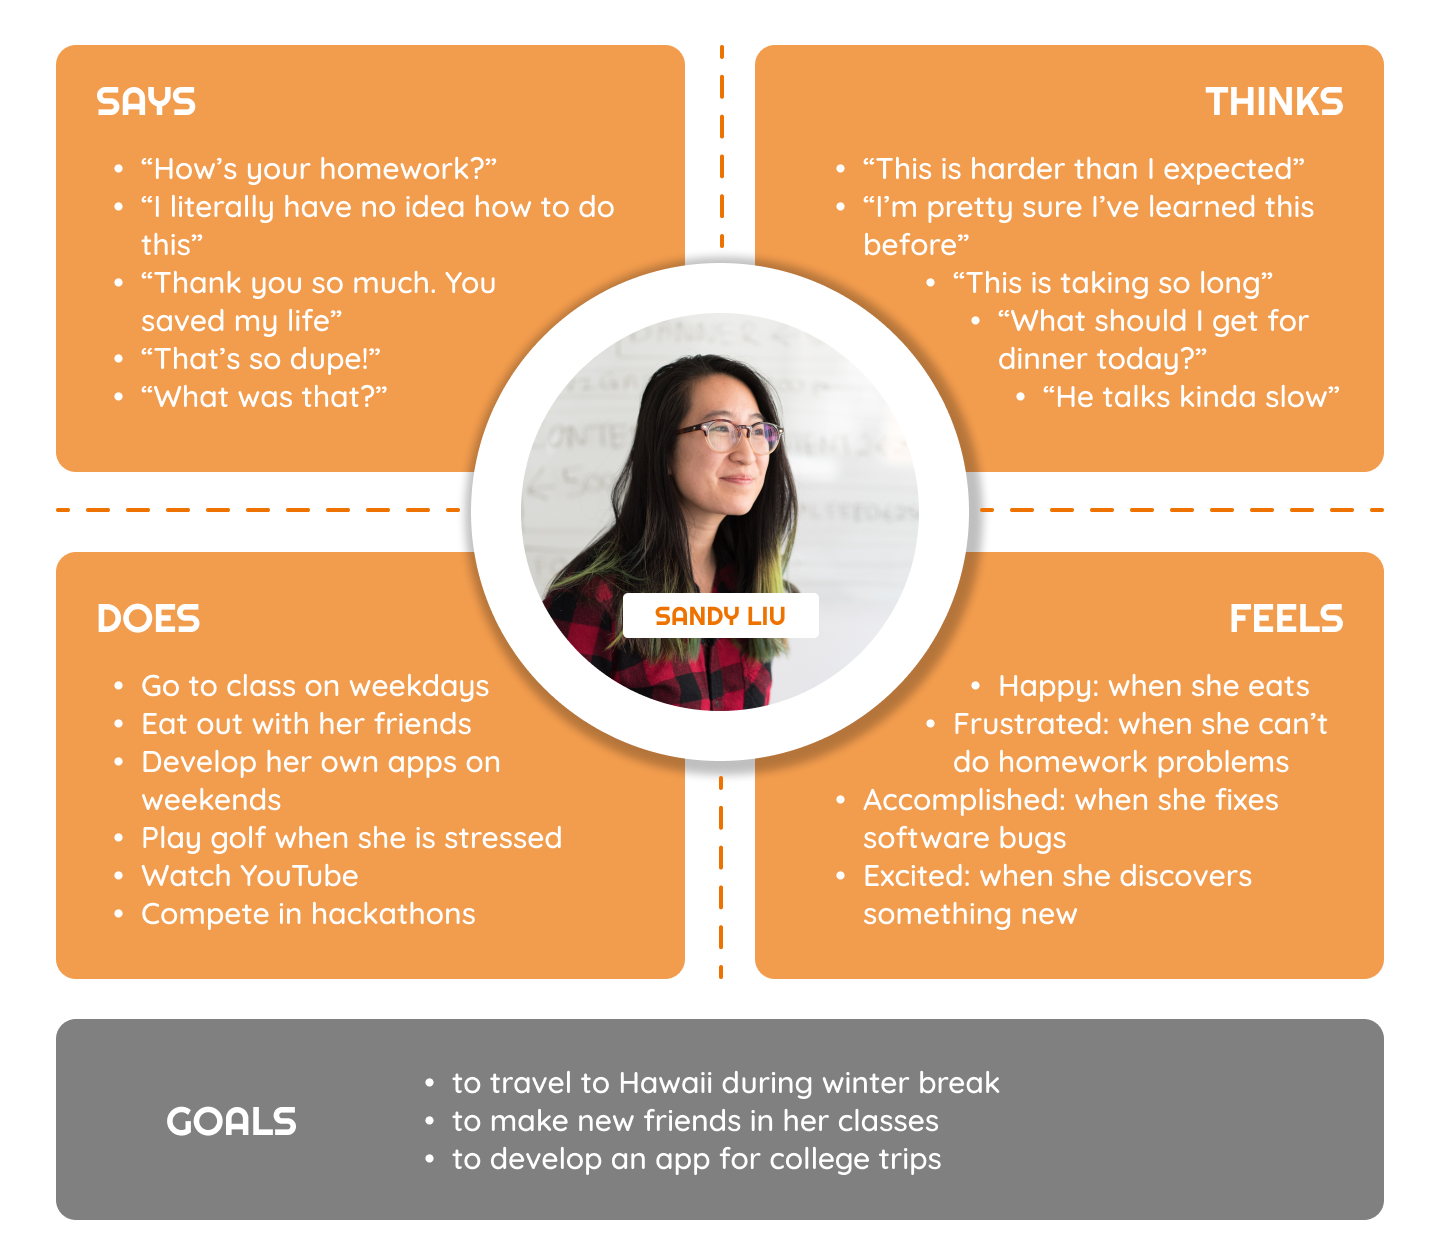 SAYS
• “How’s your homework?”
• “I literally have no idea how to do
this”
• “Thank you so much. You
saved my life”
• “That’s so dupe!”
• “What was that?”
THINKS
• “This is harder than I expected”
• “I’m pretty sure I’ve learned this
before”
• “This is taking so long”
• “What should I get for
dinner today?”
• “He talks kinda slow”
SANDY LIU
DOES
• Go to class on weekdays
• Eat out with her friends
• Develop her own apps on
weekends
• Play golf when she is stressed
• Watch YouTube
• Compete in hackathons
FEELS
• Happy: when she eats
• Frustrated: when she can’t
do homework problems
• Accomplished: when she fixes
software bugs
• Excited: when she discovers
something new
GOALS
• to travel to Hawaii during winter break
• to make new friends in her classes
• to develop an app for college trips